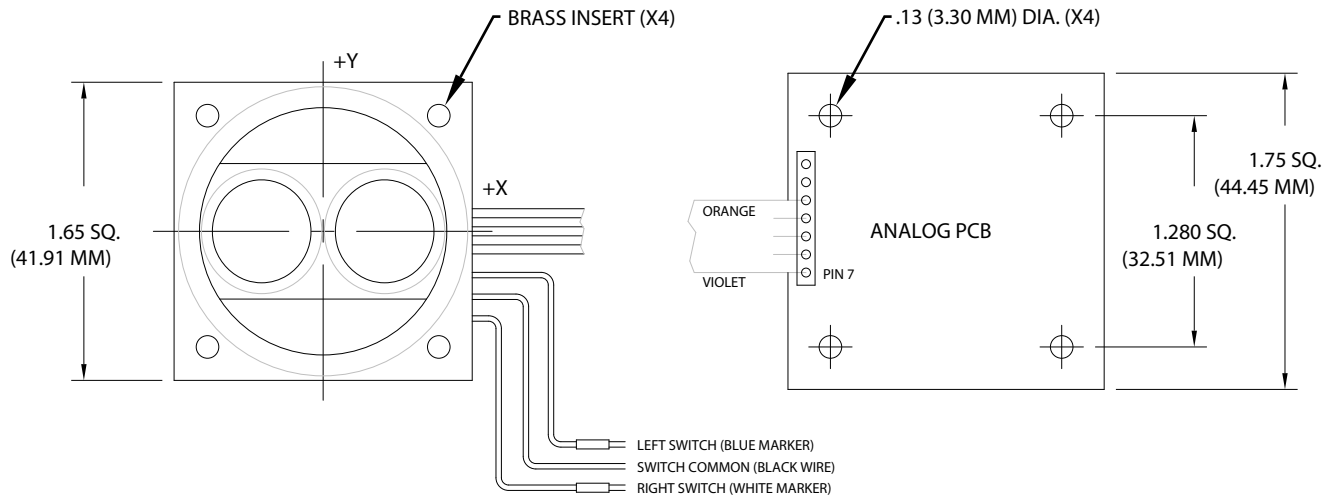 BRASS INSERT (X4)
+Y
+X
1.65 SQ.
(41.91 MM)
LEFT SWITCH (BLUE MARKER)
SWITCH COMMON (BLACK WIRE)
RIGHT SWITCH (WHITE MARKER)
.13 (3.30 MM) DIA. (X4)
ORANGE
VIOLET
PIN 7
ANALOG PCB
1.280 SQ.
(32.51 MM)
1.75 SQ.
(44.45 MM)